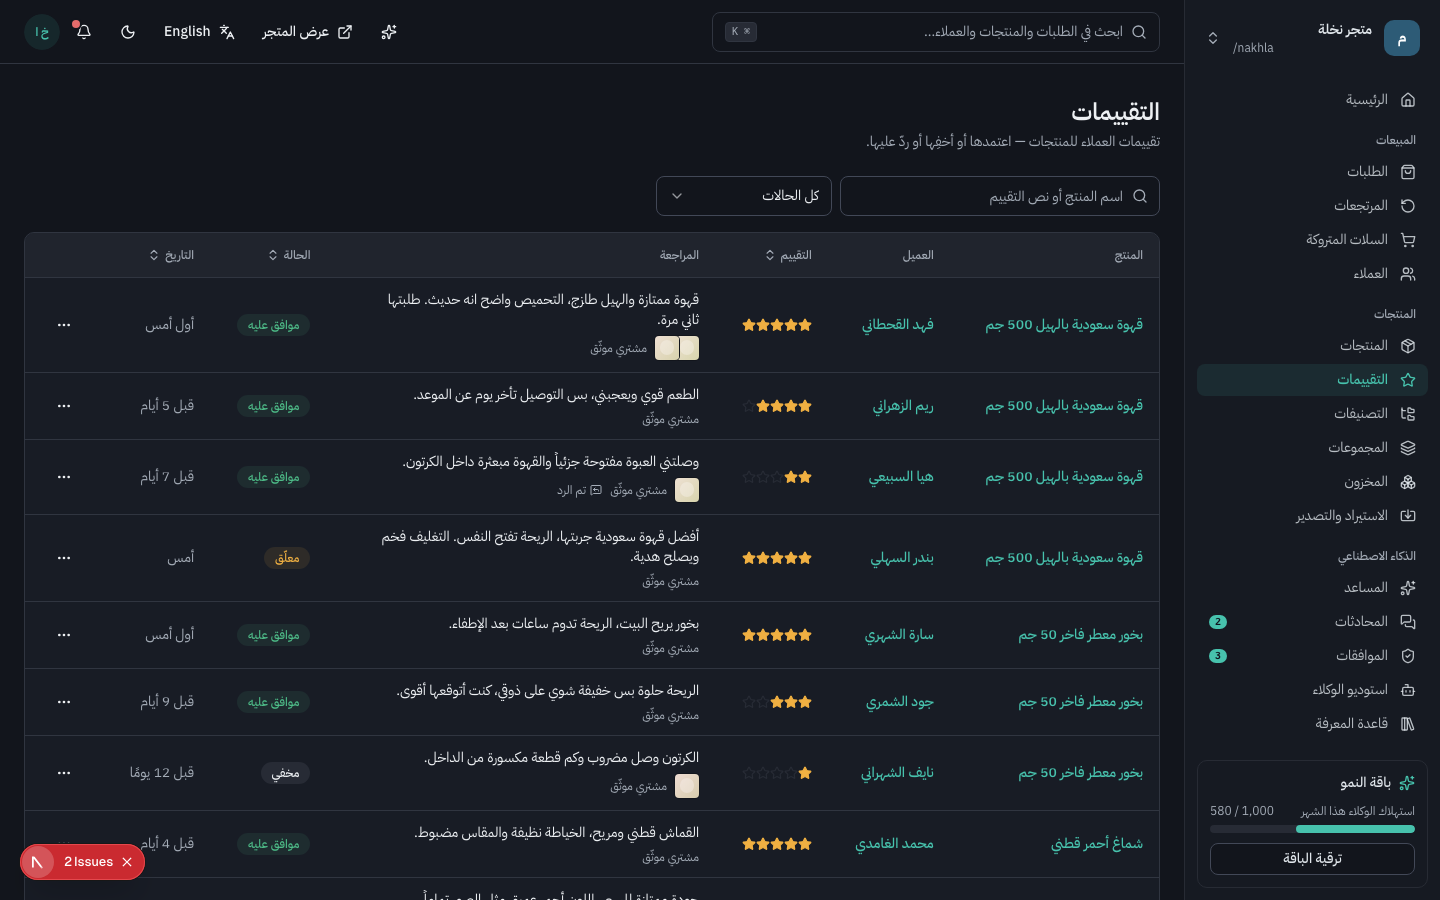 متجر نخلة
م
/nakhla
ابحث في الطلبات والمنتجات والعملاء...
⌘ K
عرض المتجر
English
خ ا
الرئيسية
المبيعات
الطلبات
المرتجعات
السلات المتروكة
العملاء
المنتجات
المنتجات
التقييمات
التصنيفات
المجموعات
المخزون
الاستيراد والتصدير
الذكاء الاصطناعي
المساعد
المحادثات 2
الموافقات 3
استوديو الوكلاء
قاعدة المعرفة
باقة النمو
استهلاك الوكلاء هذا الشهر 580 / 1,000
ترقية الباقة
التقييمات
تقييمات العملاء للمنتجات — اعتمدها أو أخفِها أو ردّ عليها.
اسم المنتج أو نص التقييم
كل الحالات
المنتج العميل التقييم المراجعة الحالة التاريخ
قهوة سعودية بالهيل 500 جم فهد القحطاني قهوة ممتازة والهيل طازج، التحميص واضح انه حديث. طلبتها موافق عليه أول أمس
ثاني مرة.
مشتري موثّق
قهوة سعودية بالهيل 500 جم ريم الزهراني الطعم قوي ويعجبني، بس التوصيل تأخر يوم عن الموعد. موافق عليه قبل 5 أيام
مشتري موثّق
قهوة سعودية بالهيل 500 جم هيا السبيعي وصلتني العبوة مفتوحة جزئياً والقهوة مبعثرة داخل الكرتون. موافق عليه قبل 7 أيام
مشتري موثّق تم الرد
قهوة سعودية بالهيل 500 جم بندر السهلي أفضل قهوة سعودية جربتها، الريحة تفتح النفس. التغليف فخم معلّق أمس
ويصلح هدية.
مشتري موثّق
بخور معطر فاخر 50 جم سارة الشهري بخور يريح البيت، الريحة تدوم ساعات بعد الإطفاء. موافق عليه أول أمس
مشتري موثّق
بخور معطر فاخر 50 جم جود الشمري الريحة حلوة بس خفيفة شوي على ذوقي، كنت أتوقعها أقوى. موافق عليه قبل 9 أيام
مشتري موثّق
بخور معطر فاخر 50 جم نايف الشهراني الكرتون وصل مضروب وكم قطعة مكسورة من الداخل. مخفي قبل 12 يومًا
مشتري موثّق
شماغ أحمر قطني محمد الغامدي القماش قطني ومريح، الخياطة نظيفة والمقاس مضبوط. موافق عليه قبل 4 أيام
مشتري موثّق
2 Issues